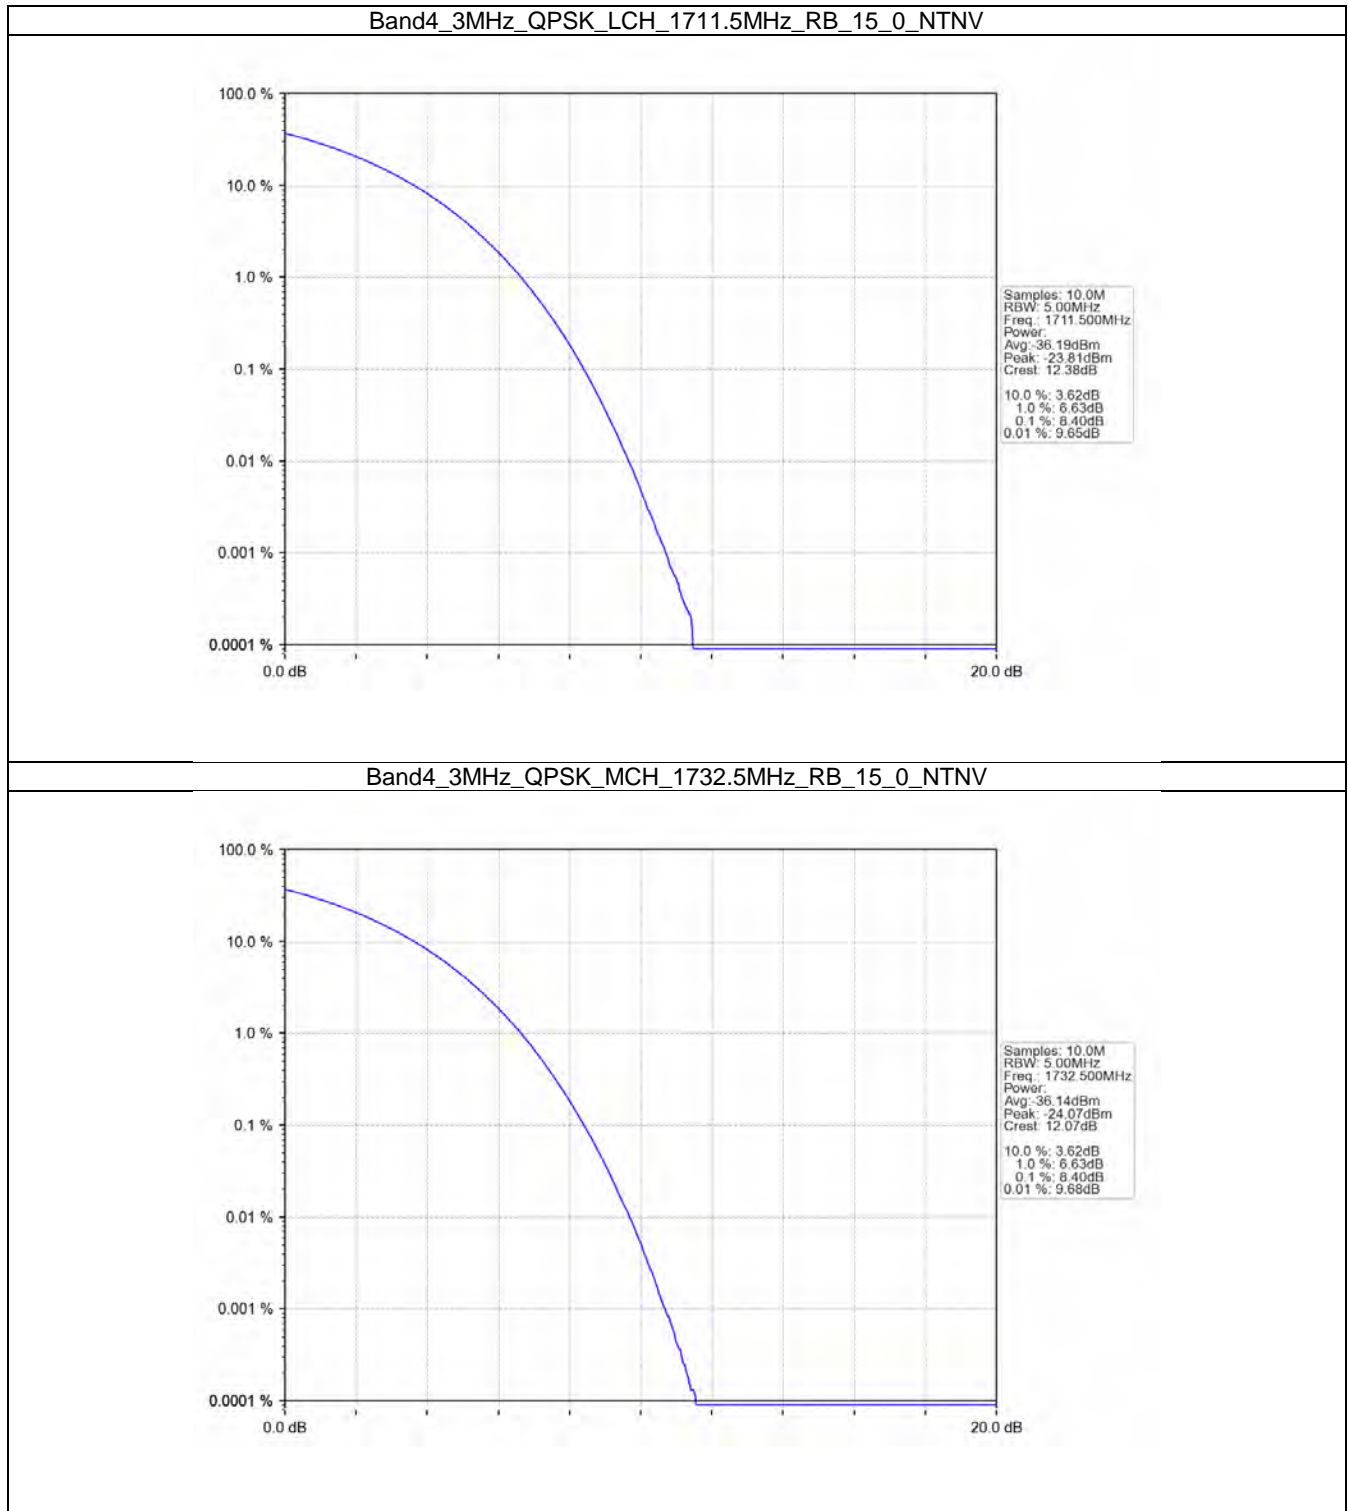 Band4_3MHz_QPSK_LCH_1711.5MHz_RB_15_0_NTNV
100.0 %
10.0 %
1.0 %
0.1 %
0.01 %
0.001 %
0.0001 %
0.0 dB
20.0 dB
Samples: 10.0M
RBW: 5.00MHz
Freq.: 1711.500MHz
Power:
Avg:-36.19dBm
Peak: -23.81dBm
Crest: 12.38dB
10.0 %: 3.62dB
1.0 %: 6.63dB
0.1 %: 8.40dB
0.01 %: 9.65dB
Band4_3MHz_QPSK_MCH_1732.5MHz_RB_15_0_NTNV
100.0 %
10.0 %
1.0 %
0.1 %
0.01 %
0.001 %
0.0001 %
0.0 dB
20.0 dB
Samples: 10.0M
RBW: 5.00MHz
Freq.: 1732.500MHz
Power:
Avg:-36.14dBm
Peak: -24.07dBm
Crest: 12.07dB
10.0 %: 3.62dB
1.0 %: 6.63dB
0.1 %: 8.40dB
0.01 %: 9.68dB